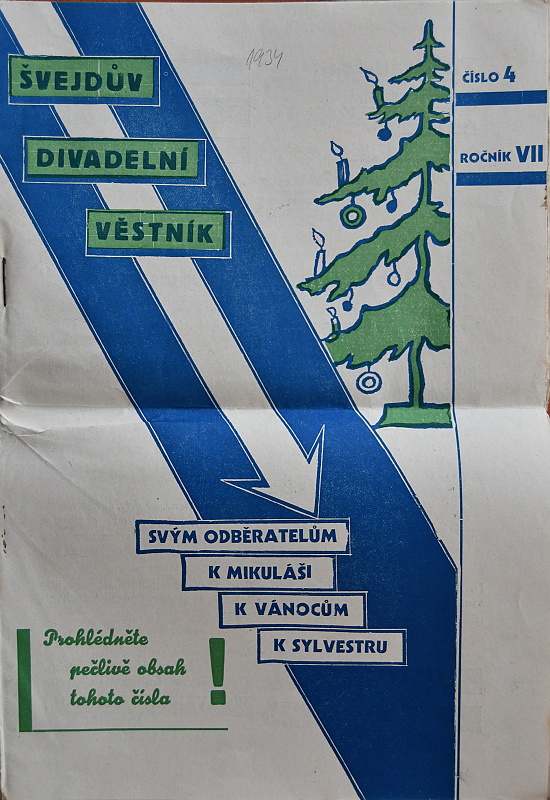 1934
ŠVEJDŮV
ČÍSLO 4
DIVADELNÍ
ROČNÍK VII
VĚSTNÍK
SVÝM ODBĚRATELŮM
K MIKULÁŠI
K VÁNOCŮM
K SYLVESTRU
Prohlédněte
pečlivě obsah
tohoto čísla !